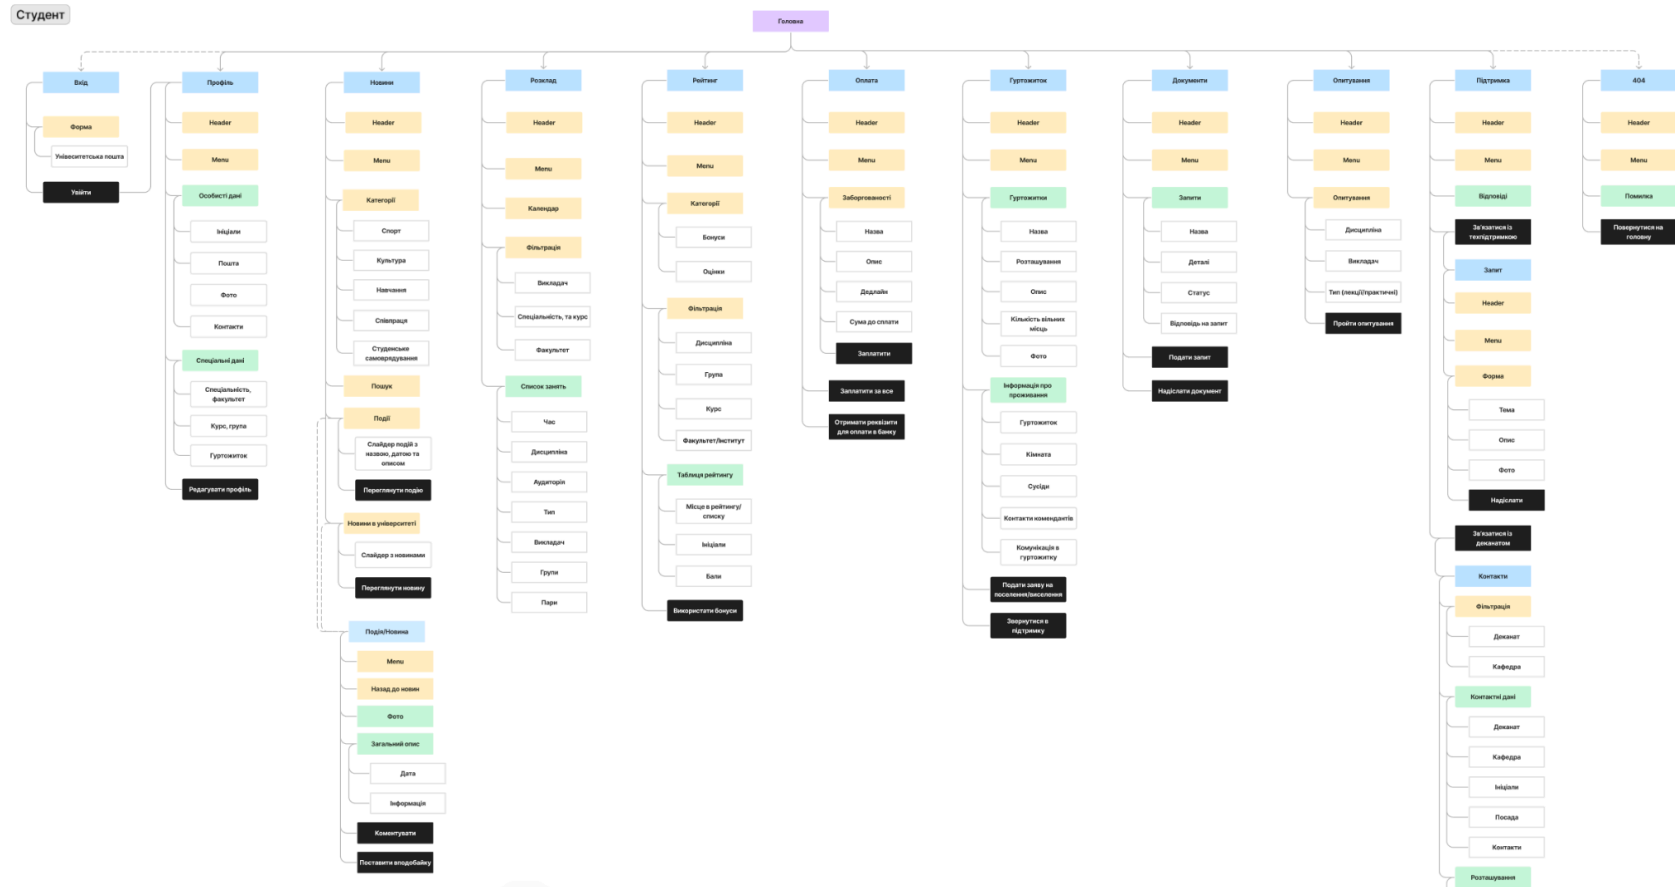 Студент
Головна
Вхід
Форма
Унівеситетська пошта
Увійти
Профіль
Header
Menu
Особисті дані
Ініціали
Пошта
Фото
Контакти
Спеціальні дані
Спеціальність,
факультет
Курс, група
Гуртожиток
Редагувати профіль
Новини
Header
Menu
Категорії
Спорт
Культура
Навчання
Співпраця
Студенське
самоврядування
Пошук
Події
Слайдер подій з
назвою, датою та
описом
Переглянути подію
Новини в університеті
Слайдер з новинами
Переглянути новину
Подія/Новина
Menu
Назад до новин
Фото
Загальний опис
Дата
Інформація
Коментувати
Поставити вподобайку
Розклад
Header
Menu
Календар
Фільтрація
Викладач
Спеціальність, та курс
Факультет
Список занять
Час
Дисципліна
Аудиторія
Тип
Викладач
Групи
Пари
Рейтинг
Header
Menu
Категорії
Бонуси
Оцінки
Фільтрація
Дисципліна
Група
Курс
Факультет/Інститут
Таблиця рейтингу
Місце в рейтингу/
списку
Ініціали
Бали
Використати бонуси
Оплата
Header
Menu
Заборгованості
Назва
Опис
Дедлайн
Сума до сплати
Заплатити
Заплатити за все
Отримати реквізити
для оплати в банку
Гуртожиток
Header
Menu
Гуртожитки
Назва
Розташування
Опис
Кількість вільних
місць
Фото
Інформація про
проживання
Гуртожиток
Кімната
Сусіди
Контакти комендантів
Комунікація в
гуртожитку
Подати заяву на
поселення/виселення
Звернутися в
підтримку
Документи
Header
Menu
Запити
Назва
Деталі
Статус
Відповідь на запит
Подати запит
Надіслати документ
Опитування
Header
Menu
Опитування
Дисципліна
Викладач
Тип (лекції/практичні)
Пройти опитування
Підтримка
Header
Menu
Відповіді
Зв'язатися із
техпідтримкою
Запит
Header
Menu
Форма
Тема
Опис
Фото
Надіслати
Зв'язатися із
деканатом
Контакти
Фільтрація
Деканат
Кафедра
Контактні дані
Деканат
Кафедра
Ініціали
Посада
Контакти
Розташування
404
Header
Menu
Помилка
Повернутися на
головну